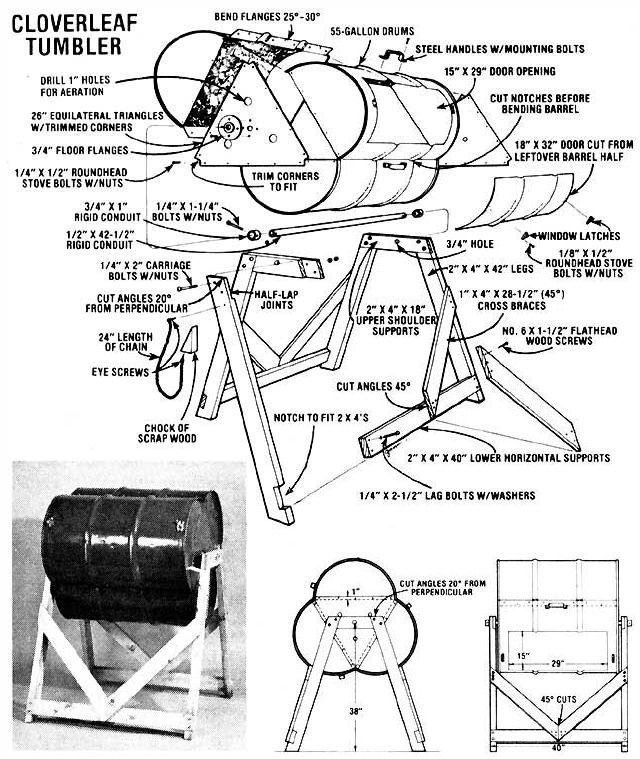 CLOVERLEAF
TUMBLER
BEND FLANGES 25°-30°
55-GALLON DRUMS
STEEL HANDLES W/MOUNTING BOLTS
DRILL 1" HOLES
FOR AERATION
15" X 29" DOOR OPENING
CUT NOTCHES BEFORE
BENDING BARREL
26" EQUILATERAL TRIANGLES
W/TRIMMED CORNERS
18" X 32" DOOR CUT FROM
LEFTOVER BARREL HALF
3/4" FLOOR FLANGES
1/4" X 1/2" ROUNDHEAD
STOVE BOLTS W/NUTS
TRIM CORNERS
TO FIT
3/4" X 1"
RIGID CONDUIT
1/4" X 1-1/4"
BOLTS W/NUTS
1/2" X 42-1/2"
RIGID CONDUIT
WINDOW LATCHES
3/4" HOLE
1/8" X 1/2"
ROUNDHEAD STOVE
BOLTS W/NUTS
1/4" X 2" CARRIAGE
BOLTS W/NUTS
2" X 4" X 42" LEGS
CUT ANGLES 20°
FROM PERPENDICULAR
HALF-LAP
JOINTS
2" X 4" X 18"
UPPER SHOULDER
SUPPORTS
1" X 4" X 28-1/2" (45°)
CROSS BRACES
24" LENGTH
OF CHAIN
NO. 6 X 1-1/2" FLATHEAD
WOOD SCREWS
EYE SCREWS
CUT ANGLES 45°
CHOCK OF
SCRAP WOOD
NOTCH TO FIT 2 X 4'S
2" X 4" X 40" LOWER HORIZONTAL SUPPORTS
1/4" X 2-1/2" LAG BOLTS W/WASHERS
1"
CUT ANGLES 20° FROM
PERPENDICULAR
38"
15"
29"
45° CUTS
40"